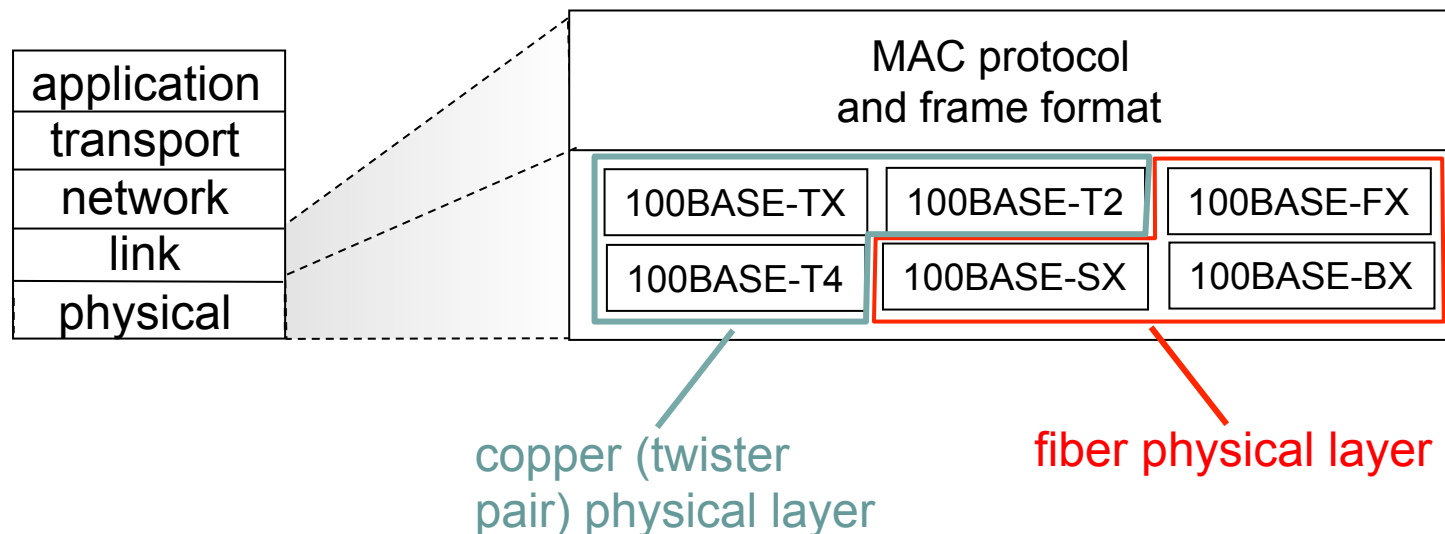 application
transport
network
link
physical
MAC protocol
and frame format
100BASE-TX
100BASE-T2
100BASE-FX
100BASE-T4
100BASE-SX
100BASE-BX
copper (twister
pair) physical layer
fiber physical layer